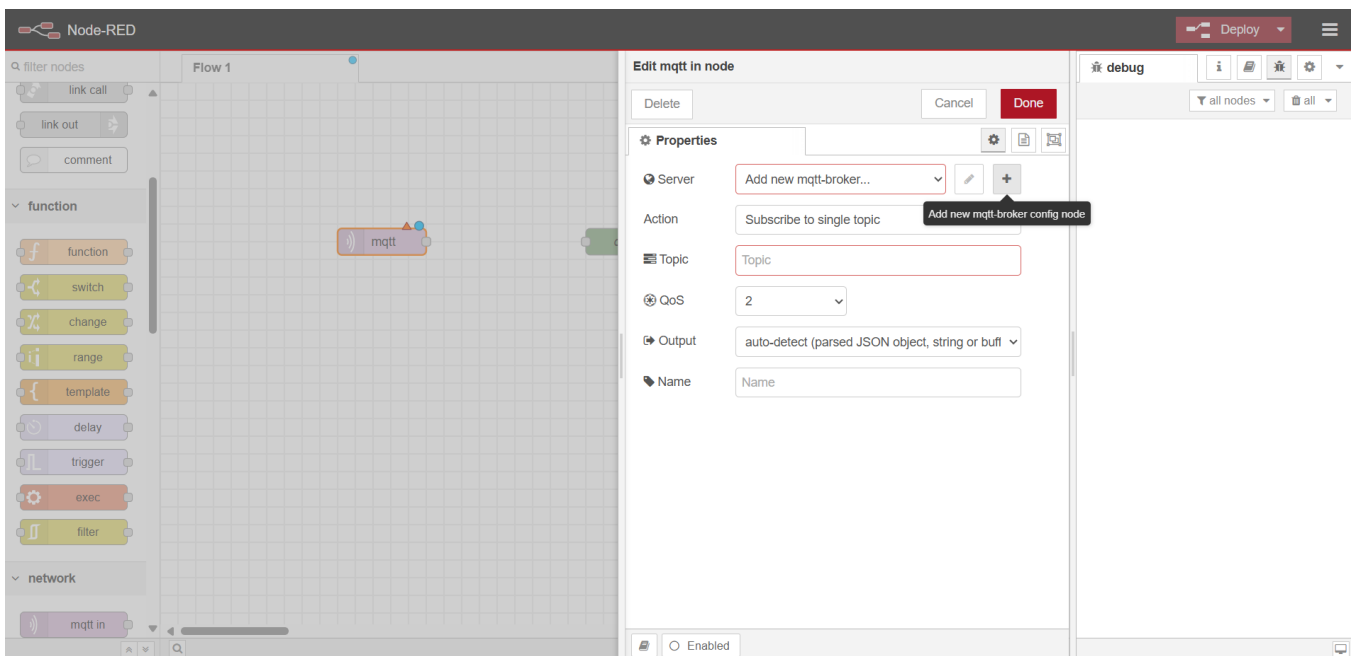 Node-RED
Deploy
filter nodes
link call
link out
comment
function
function
switch
change
range
template
delay
trigger
exec
filter
network
mqtt in
Flow 1
mqtt
Edit mqtt in node
Delete
Cancel
Done
Properties
Server
Add new mqtt-broker...
Add new mqtt-broker config node
Action
Subscribe to single topic
Topic
Topic
QoS
2
Output
auto-detect (parsed JSON object, string or buff
Name
Name
Enabled
debug
i
all nodes
all